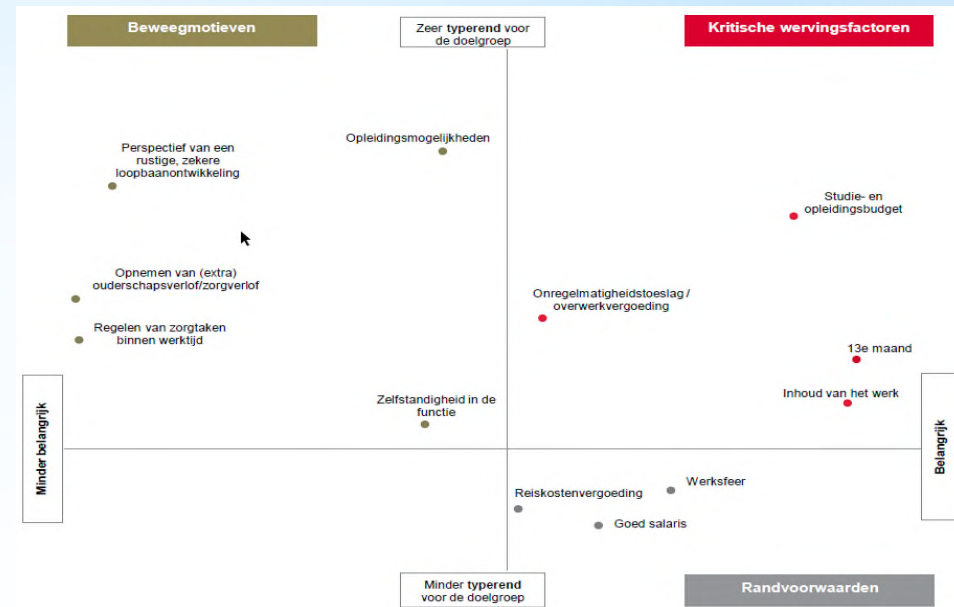 Beweegmotieven
Zeer typerend voor
de doelgroep
Kritische wervingsfactoren
Opleidingsmogelijkheden
Perspectief van een
rustige, zekere
loopbaanontwikkeling
Studie- en
opleidingsbudget
Opnemen van (extra)
ouderschapsverlof/zorgverlof
Onregelmatigheidstoeslag /
overwerkvergoeding
Regelen van zorgtaken
binnen werktijd
13e maand
Inhoud van het werk
Zelfstandigheid in de
functie
Minder belangrijk
Belangrijk
Werksfeer
Reiskostenvergoeding
Goed salaris
Minder typerend
voor de doelgroep
Randvoorwaarden